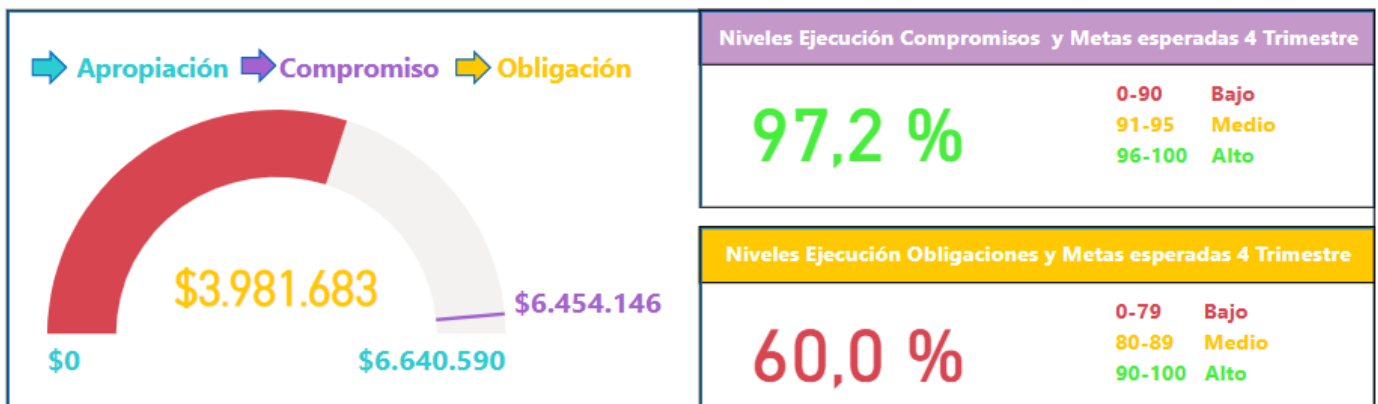 Apropiación Compromiso Obligación
$3.981.683
$6.454.146
$0 $6.640.590
Niveles Ejecución Compromisos y Metas esperadas 4 Trimestre
97,2 %
0-90 Bajo
91-95 Medio
96-100 Alto
Niveles Ejecución Obligaciones y Metas esperadas 4 Trimestre
60,0 %
0-79 Bajo
80-89 Medio
90-100 Alto